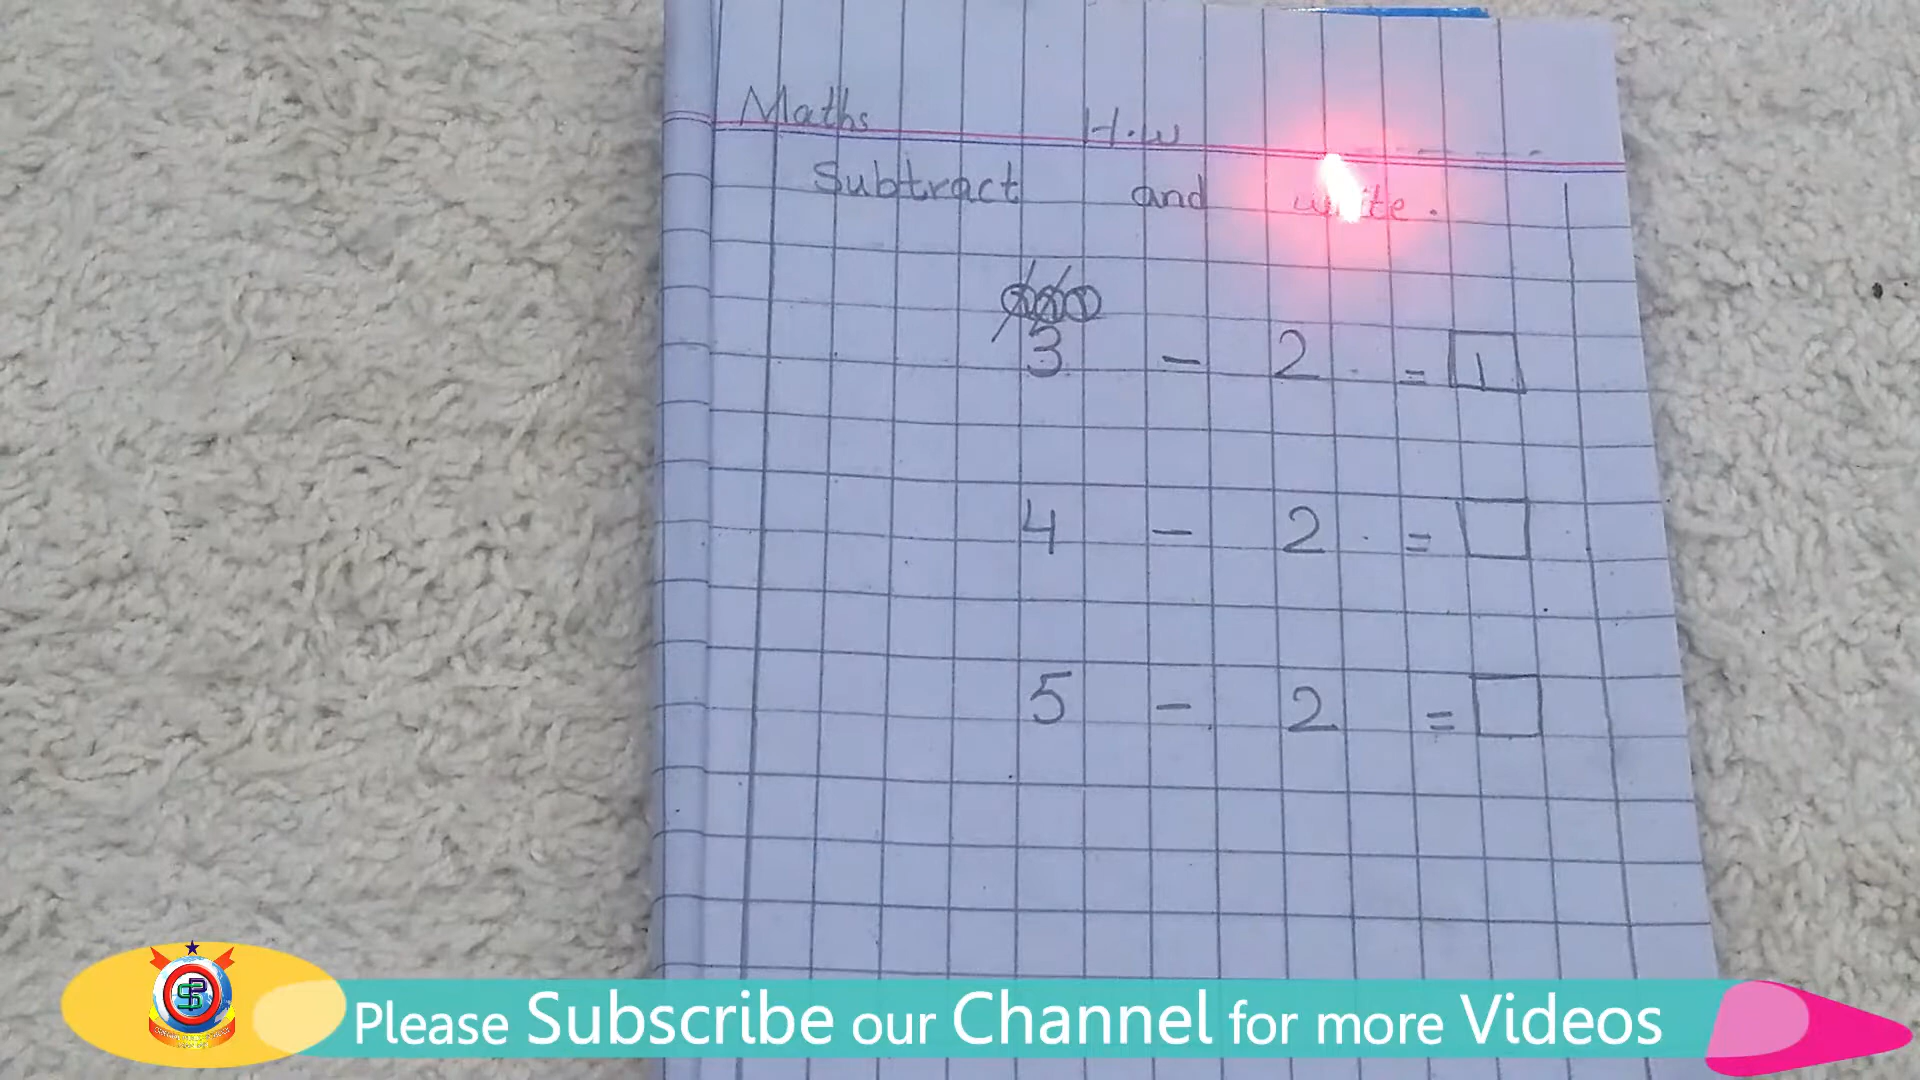 Maths H.W
Subtract and write.
3 - 2 = 1
4 - 2 =
5 - 2 =
Please Subscribe our Channel for more Videos